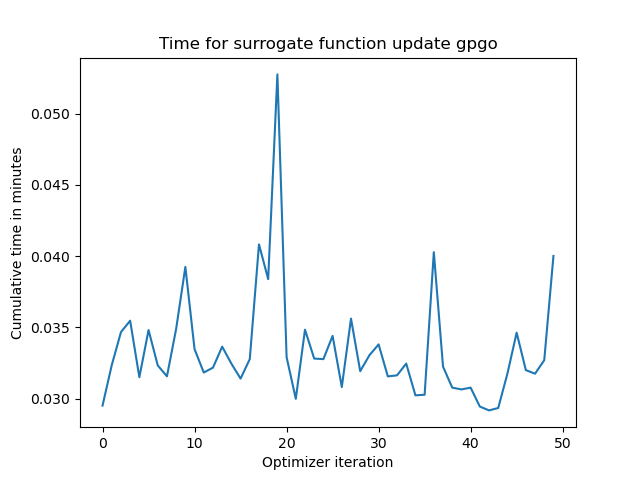 Time for surrogate function update gpgo
Cumulative time in minutes
0.050
0.045
0.040
0.035
0.030
0 10 20 30 40 50
Optimizer iteration